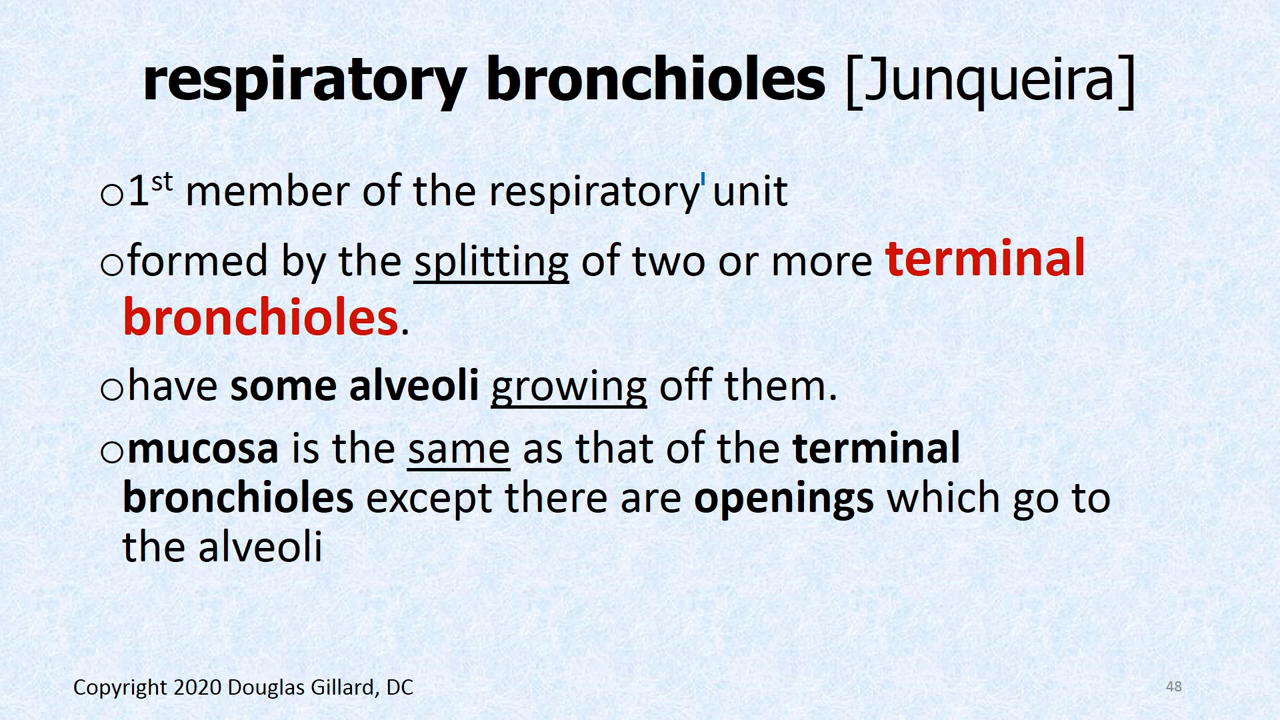 respiratory bronchioles [Junqueira]
o1st member of the respiratory' unit
oformed by the splitting of two or more terminal
bronchioles.
ohave some alveoli growing off them.
omucosa is the same as that of the terminal
bronchioles except there are openings which go to
the alveoli
Copyright 2020 Douglas Gillard, DC
48